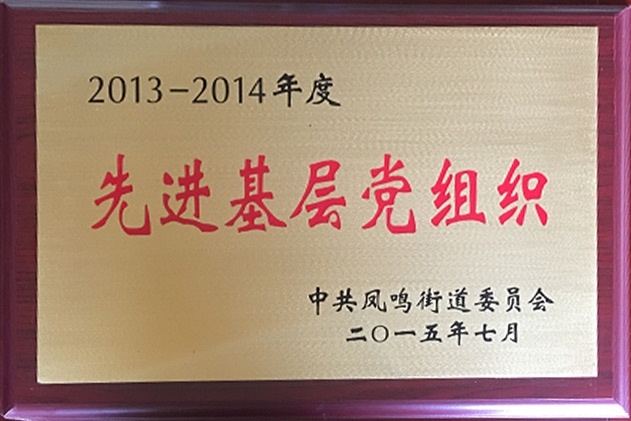 2013-2014年度
先进基层党组织
中共凤鸣街道委员会
二〇一五年七月